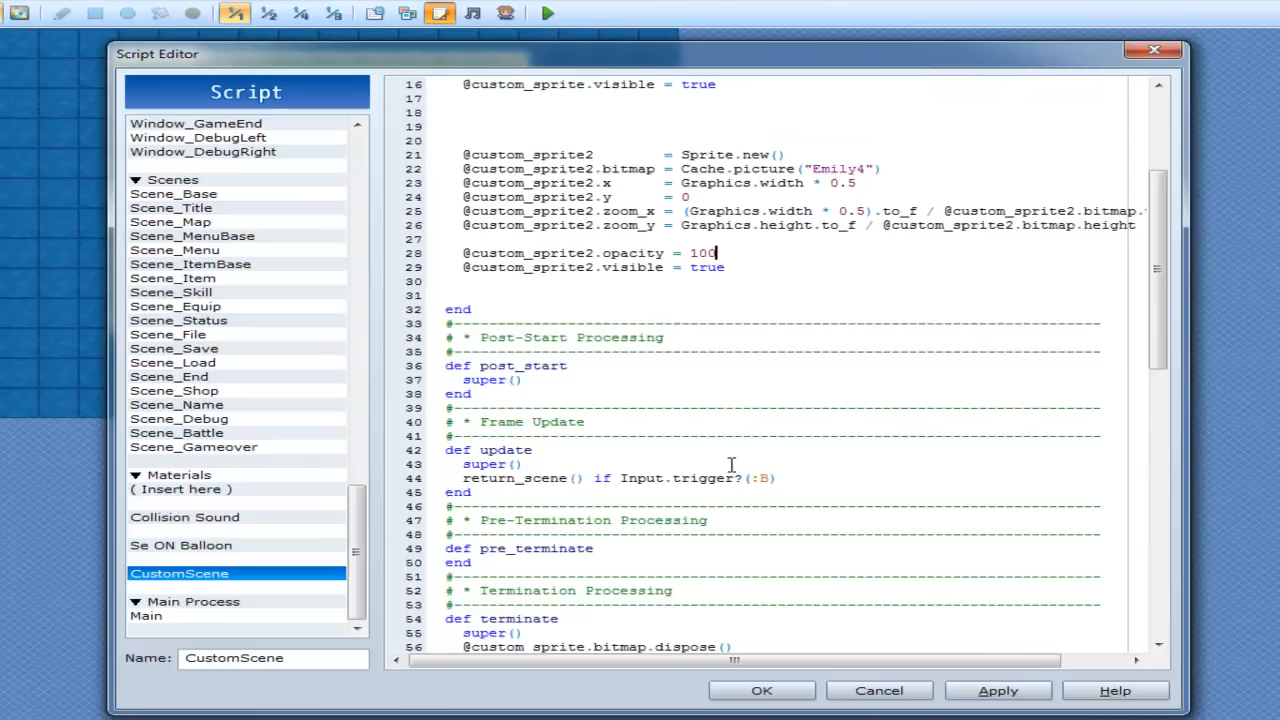 Script Editor
Script
Window_GameEnd
Window_DebugLeft
Window_DebugRight
▼ Scenes
Scene_Base
Scene_Title
Scene_Map
Scene_MenuBase
Scene_Menu
Scene_ItemBase
Scene_Item
Scene_Skill
Scene_Equip
Scene_Status
Scene_File
Scene_Save
Scene_Load
Scene_End
Scene_Shop
Scene_Name
Scene_Debug
Scene_Battle
Scene_Gameover
▼ Materials
( Insert here )
Collision Sound
Se ON Balloon
CustomScene
▼ Main Process
Main
Name: CustomScene
16 @custom_sprite.visible = true
17
18
19
20
21 @custom_sprite2 = Sprite.new()
22 @custom_sprite2.bitmap = Cache.picture("Emily4")
23 @custom_sprite2.x = Graphics.width * 0.5
24 @custom_sprite2.y = 0
25 @custom_sprite2.zoom_x = (Graphics.width * 0.5).to_f / @custom_sprite2.bitmap.
26 @custom_sprite2.zoom_y = Graphics.height.to_f / @custom_sprite2.bitmap.height
27
28 @custom_sprite2.opacity = 100
29 @custom_sprite2.visible = true
30
31
32 end
33 #--------------------------------------------------------------------------
34 # * Post-Start Processing
35 #--------------------------------------------------------------------------
36 def post_start
37 super()
38 end
39 #--------------------------------------------------------------------------
40 # * Frame Update
41 #--------------------------------------------------------------------------
42 def update
43 super()
44 return_scene() if Input.trigger?(:B)
45 end
46 #--------------------------------------------------------------------------
47 # * Pre-Termination Processing
48 #--------------------------------------------------------------------------
49 def pre_terminate
50 end
51 #--------------------------------------------------------------------------
52 # * Termination Processing
53 #--------------------------------------------------------------------------
54 def terminate
55 super()
56 @custom_sprite.bitmap.dispose()
OK Cancel Apply Help